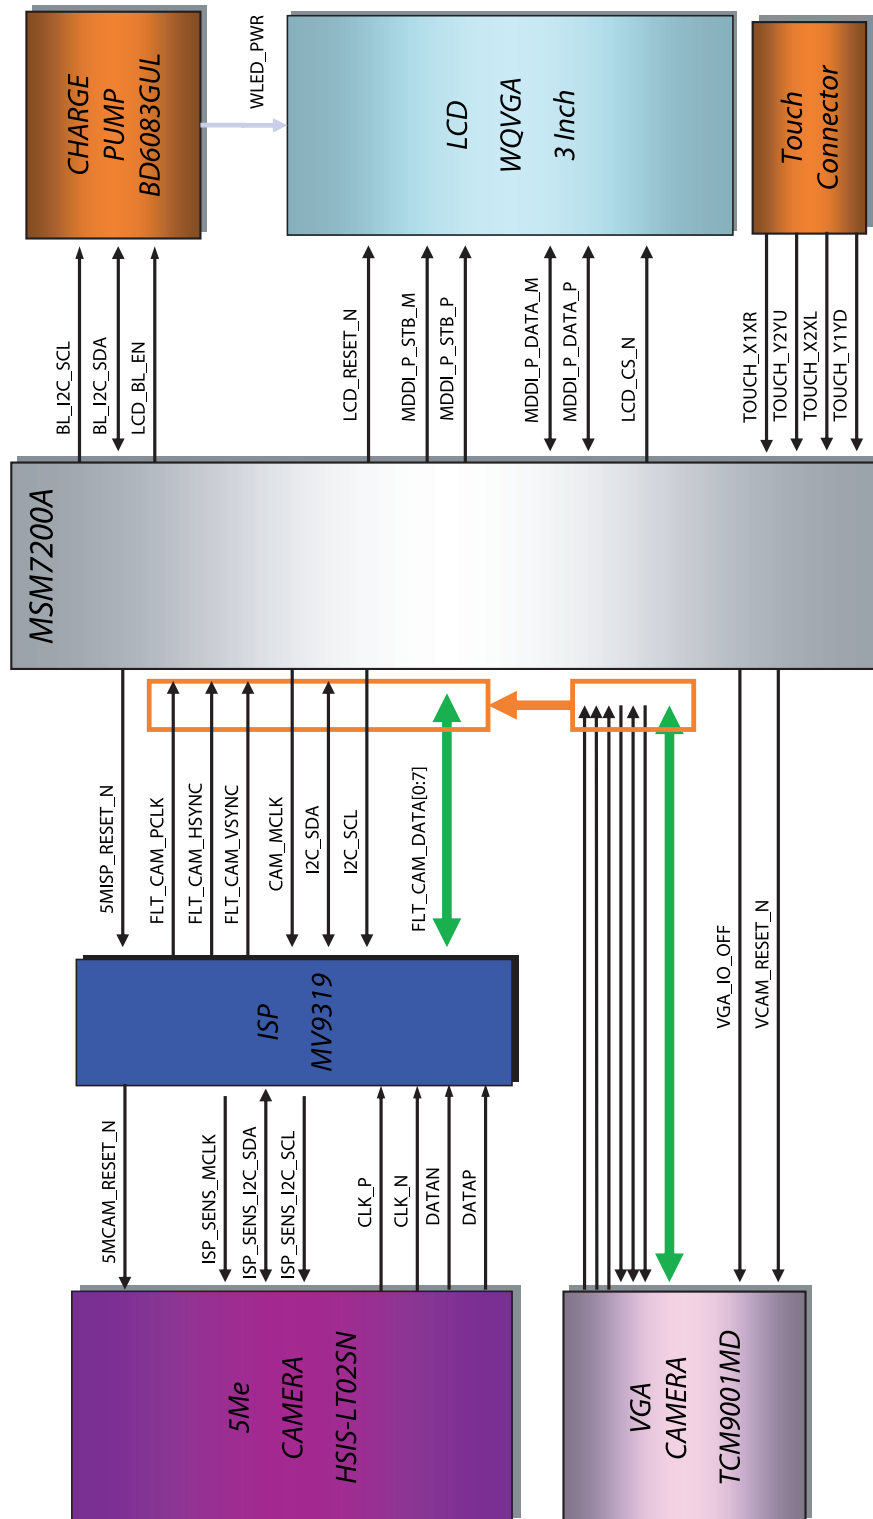 CHARGE
PUMP
BD6083GUL
WLED_PWR
LCD
WQVGA
3 Inch
Touch
Connector
BL_I2C_SCL
BL_I2C_SDA
LCD_BL_EN
LCD_RESET_N
MDDI_P_STB_M
MDDI_P_STB_P
MDDI_P_DATA_M
MDDI_P_DATA_P
LCD_CS_N
TOUCH_X1XR
TOUCH_Y2YU
TOUCH_X2XL
TOUCH_Y1YD
MSM7200A
5MISP_RESET_N
FLT_CAM_PCLK
FLT_CAM_HSYNC
FLT_CAM_VSYNC
CAM_MCLK
I2C_SDA
I2C_SCL
FLT_CAM_DATA[0:7]
VGA_IO_OFF
VCAM_RESET_N
ISP
MV9319
5MCAM_RESET_N
ISP_SENS_MCLK
ISP_SENS_I2C_SDA
ISP_SENS_I2C_SCL
CLK_P
CLK_N
DATAN
DATAP
5Me
CAMERA
HSIS-LT02SN
VGA
CAMERA
TCM9001MD